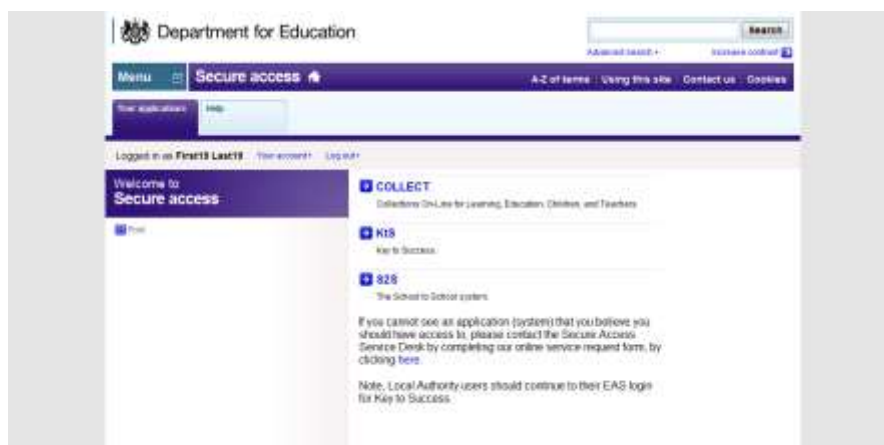 Department for Education
Search
Advanced search
Increase contrast
Menu
Secure access
A-Z of terms Using this site Contact us Cookies
Your applications
Help
Logged in as First18 Last18 Your account Log out
Welcome to
Secure access
Print
COLLECT
Collections On-Line for Learning, Education, Children, and Teachers
KtS
Key to Success
S2S
The School to School system
If you cannot see an application (system) that you believe you
should have access to, please contact the Secure Access
Service Desk by completing our online service request form, by
clicking here.
Note, Local Authority users should continue to their EAS login
for Key to Success